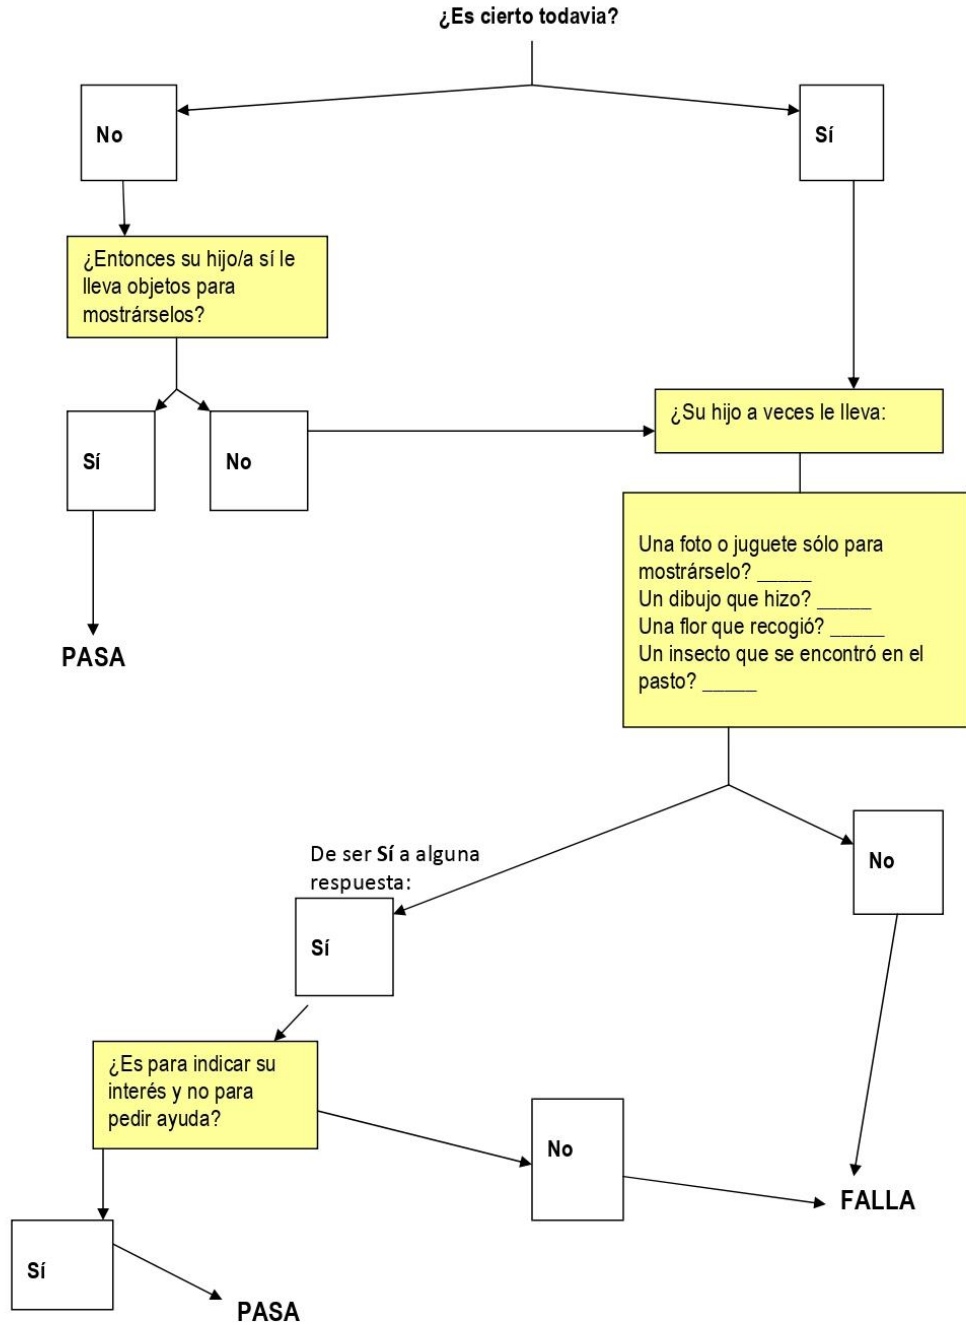 ¿Es cierto todavia?
No
Sí
¿Entonces su hijo/a sí le
lleva objetos para
mostrárselos?
Sí
No
¿Su hijo a veces le lleva:
PASA
Una foto o juguete sólo para
mostrárselo? _____
Un dibujo que hizo? _____
Una flor que recogió? _____
Un insecto que se encontró en el
pasto? _____
De ser Sí a alguna
respuesta:
Sí
No
¿Es para indicar su
interés y no para
pedir ayuda?
No
FALLA
Sí
PASA